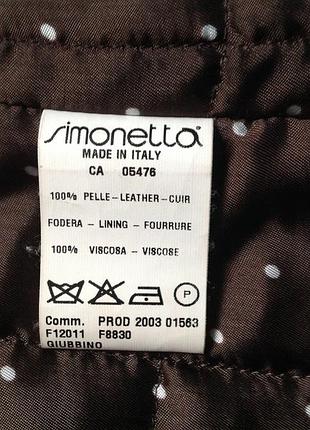 simonetta
MADE IN ITALY
CA 05476
100% PELLE-LEATHER-CUIR
FODERA - LINING - FOURRURE
100% VISCOSA - VISCOSE
P
Comm. PROD 2003 01563
F12011 F8830
GIUBBINO